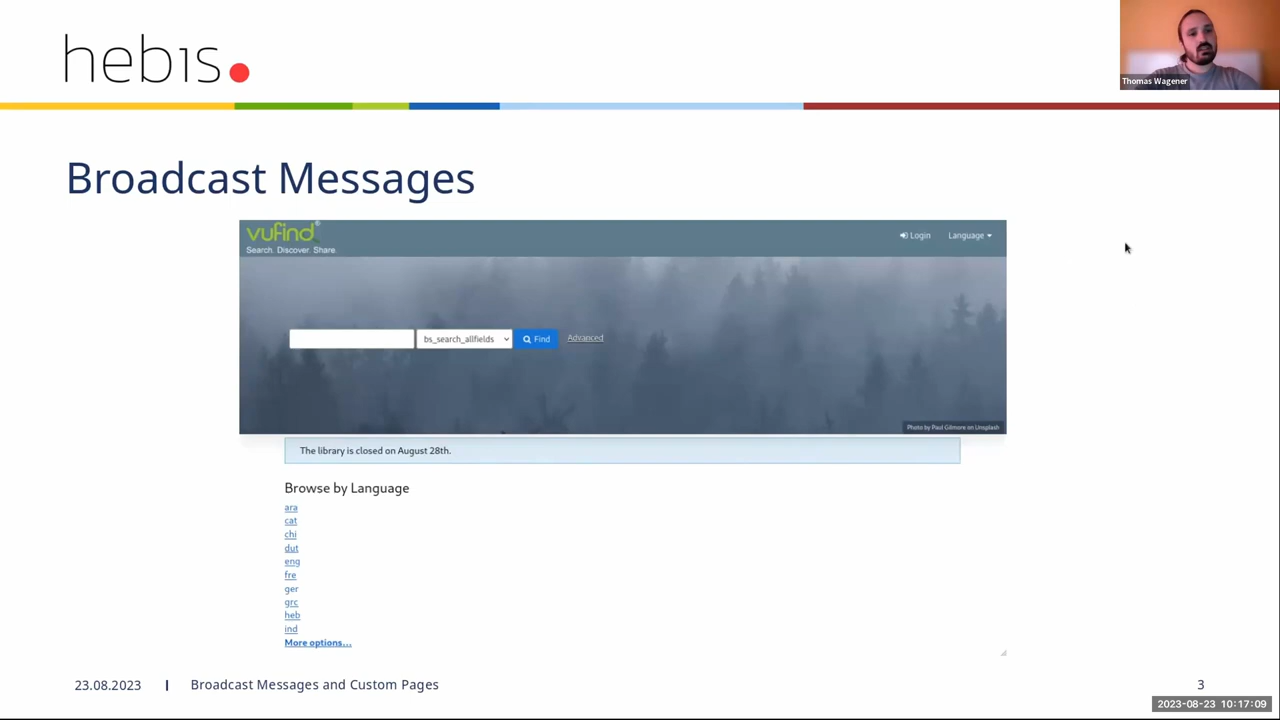 hebis
Thomas Wagener
Broadcast Messages
vufind®
Search. Discover. Share.
Login
Language
bs_search_allfields
Find
Advanced
Photo by Paul Gilmore on Unsplash
The library is closed on August 28th.
Browse by Language
ara
cat
chi
dut
eng
fre
ger
grc
heb
ind
More options...
23.08.2023 | Broadcast Messages and Custom Pages 3
2023-08-23 10:17:09